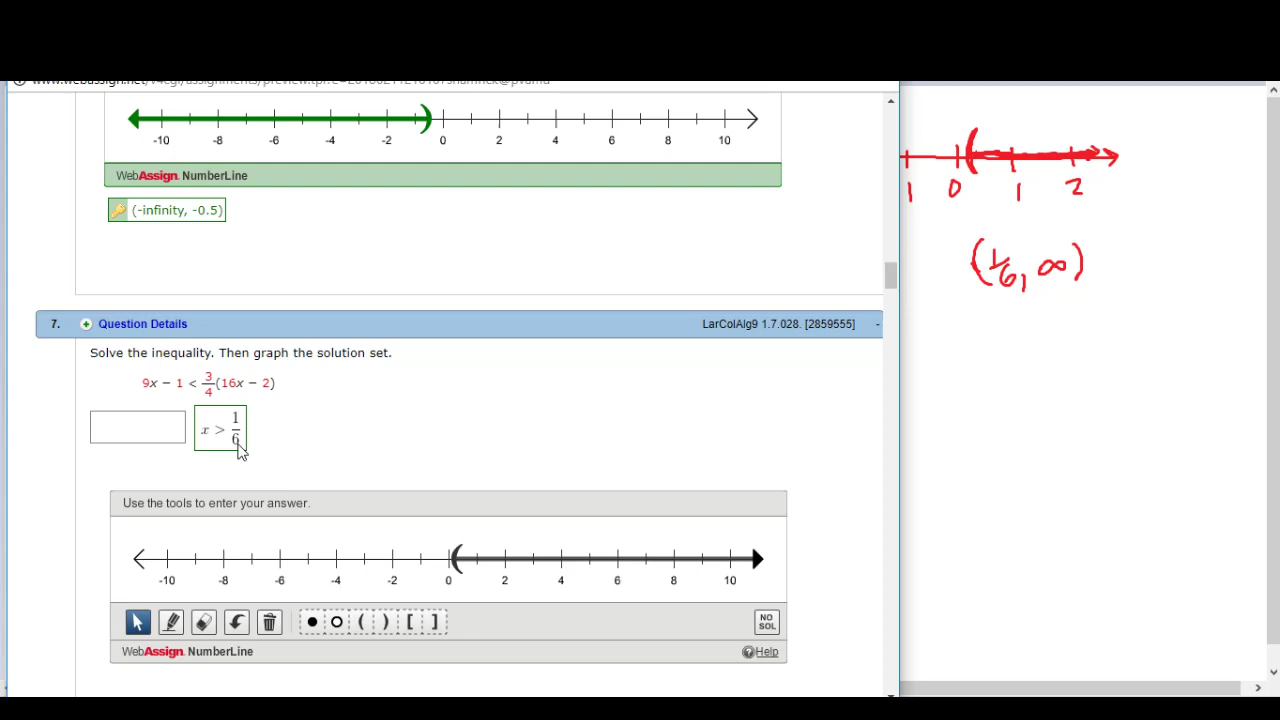 -10 -8 -6 -4 -2 0 2 4 6 8 10
WebAssign. NumberLine
(-infinity, -0.5)
7. Question Details LarColAlg9 1.7.028. [2859555] -
Solve the inequality. Then graph the solution set.
9x − 1 < 3/4(16x − 2)
x > 1/6
Use the tools to enter your answer.
-10 -8 -6 -4 -2 0 2 4 6 8 10
( ) [ ] NO SOL
WebAssign. NumberLine Help
1 0 1 2
(1/6, ∞)